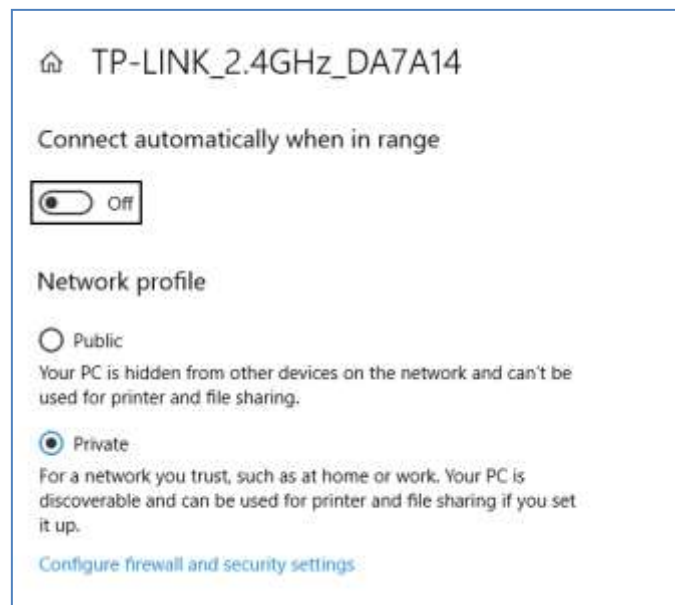 TP-LINK_2.4GHz_DA7A14
Connect automatically when in range
Off
Network profile
Public
Your PC is hidden from other devices on the network and can't be
used for printer and file sharing.
Private
For a network you trust, such as at home or work. Your PC is
discoverable and can be used for printer and file sharing if you set
it up.
Configure firewall and security settings